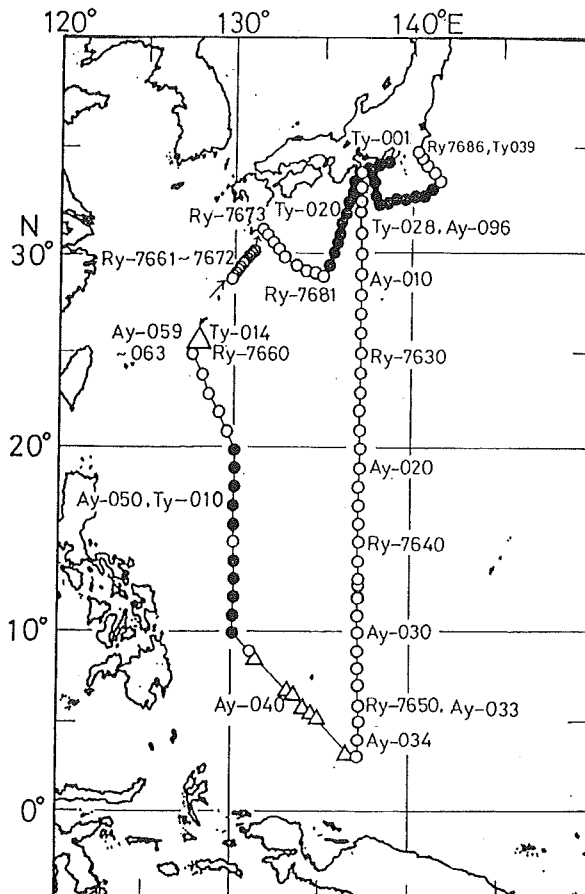 120° 130° 140°E
Ty-001
Ry7686, Ty039
Ry-7673 Ty-020
N
Ty-028, Ay-096
30°
Ry-7661~7672
Ay-010
Ry-7681
Ay-059 Ty-014
~063 Ry-7660
Ry-7630
20°
Ay-020
Ay-050, Ty-010
Ry-7640
10°
Ay-030
Ay-040 Ry-7650, Ay-033
Ay-034
0°